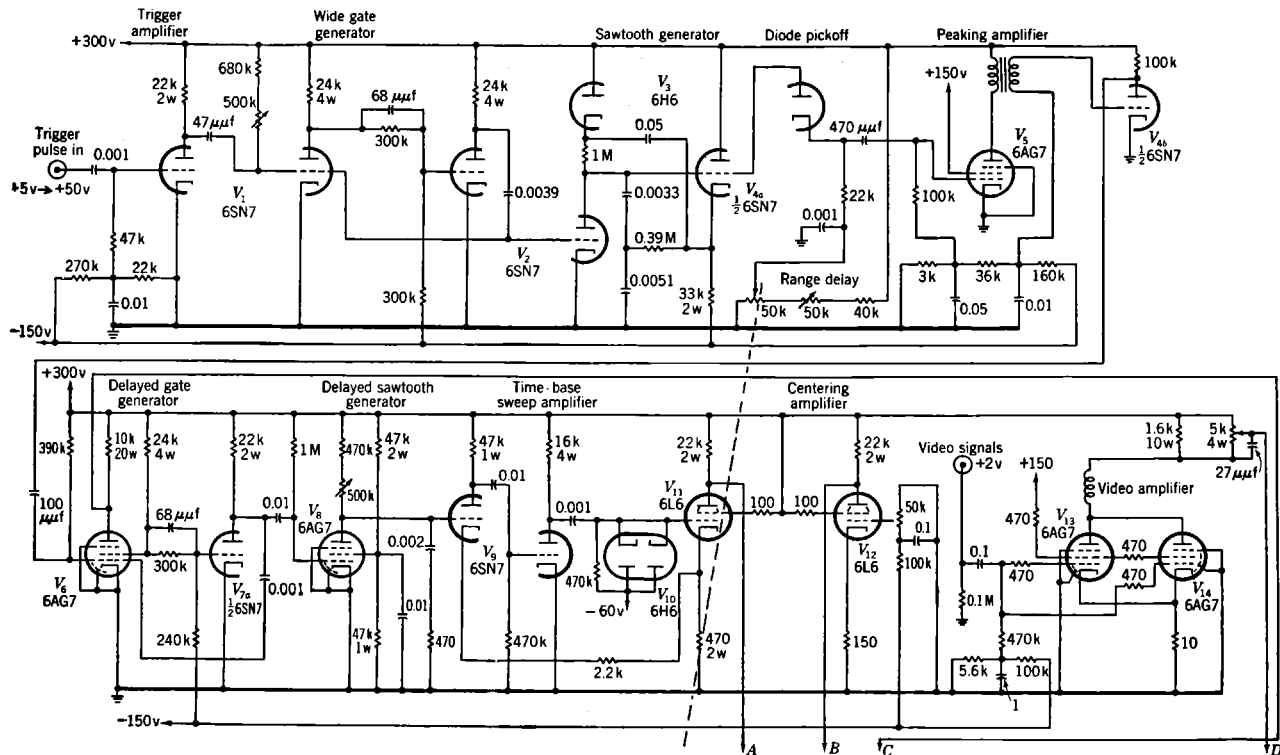 Trigger amplifier
Wide gate generator
Sawtooth generator
Diode pickoff
Peaking amplifier
+300v
22k 2w
680k
500k
24k 4w
68 μμf
300k
24k 4w
V3 6H6
0.05
1M
+150v
100k
47 μμf
Trigger pulse in
+5v→+50v
0.001
V1 6SN7
0.0039
0.0033
V4a ½6SN7
470 μμf
V5 6AG7
V4b ½6SN7
47k
0.001
22k
100k
270k
22k
0.01
V2 6SN7
0.39M
0.0051
300k
33k 2w
Range delay
50k
50k
40k
3k
36k
160k
0.05
0.01
-150v
+300v
Delayed gate generator
Delayed sawtooth generator
Time-base sweep amplifier
Centering amplifier
390k
10k 20w
24k 4w
22k 2w
1M
470k
47k 2w
47k 1w
16k 4w
22k 2w
22k 2w
Video signals
+2v
+150
1.6k 10w
5k 4w
27 μμf
Video amplifier
100 μμf
68 μμf
300k
0.01
V8 6AG7
500k
0.01
0.001
V11 6L6
100
100
V12 6L6
50k
0.1
100k
470
V13 6AG7
0.1
470
470
470
V14 6AG7
V6 6AG7
V7a ½6SN7
0.001
0.002
V9 6SN7
470k
V10 6H6
-60v
0.1M
240k
47k 1w
0.01
470
470k
2.2k
470 2w
150
470k
5.6k
100k
10
1
-150v
A
B
C
D